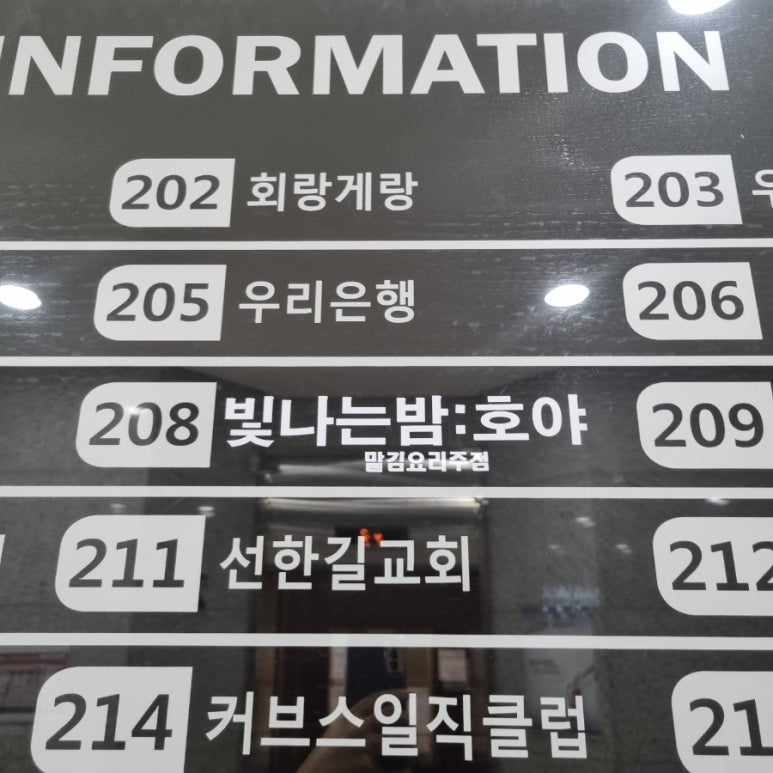 INFORMATION
202 회랑게랑 203
205 우리은행 206
208 빛나는밤:호야 209
맡김요리주점
211 선한길교회 212
214 커브스일직클럽